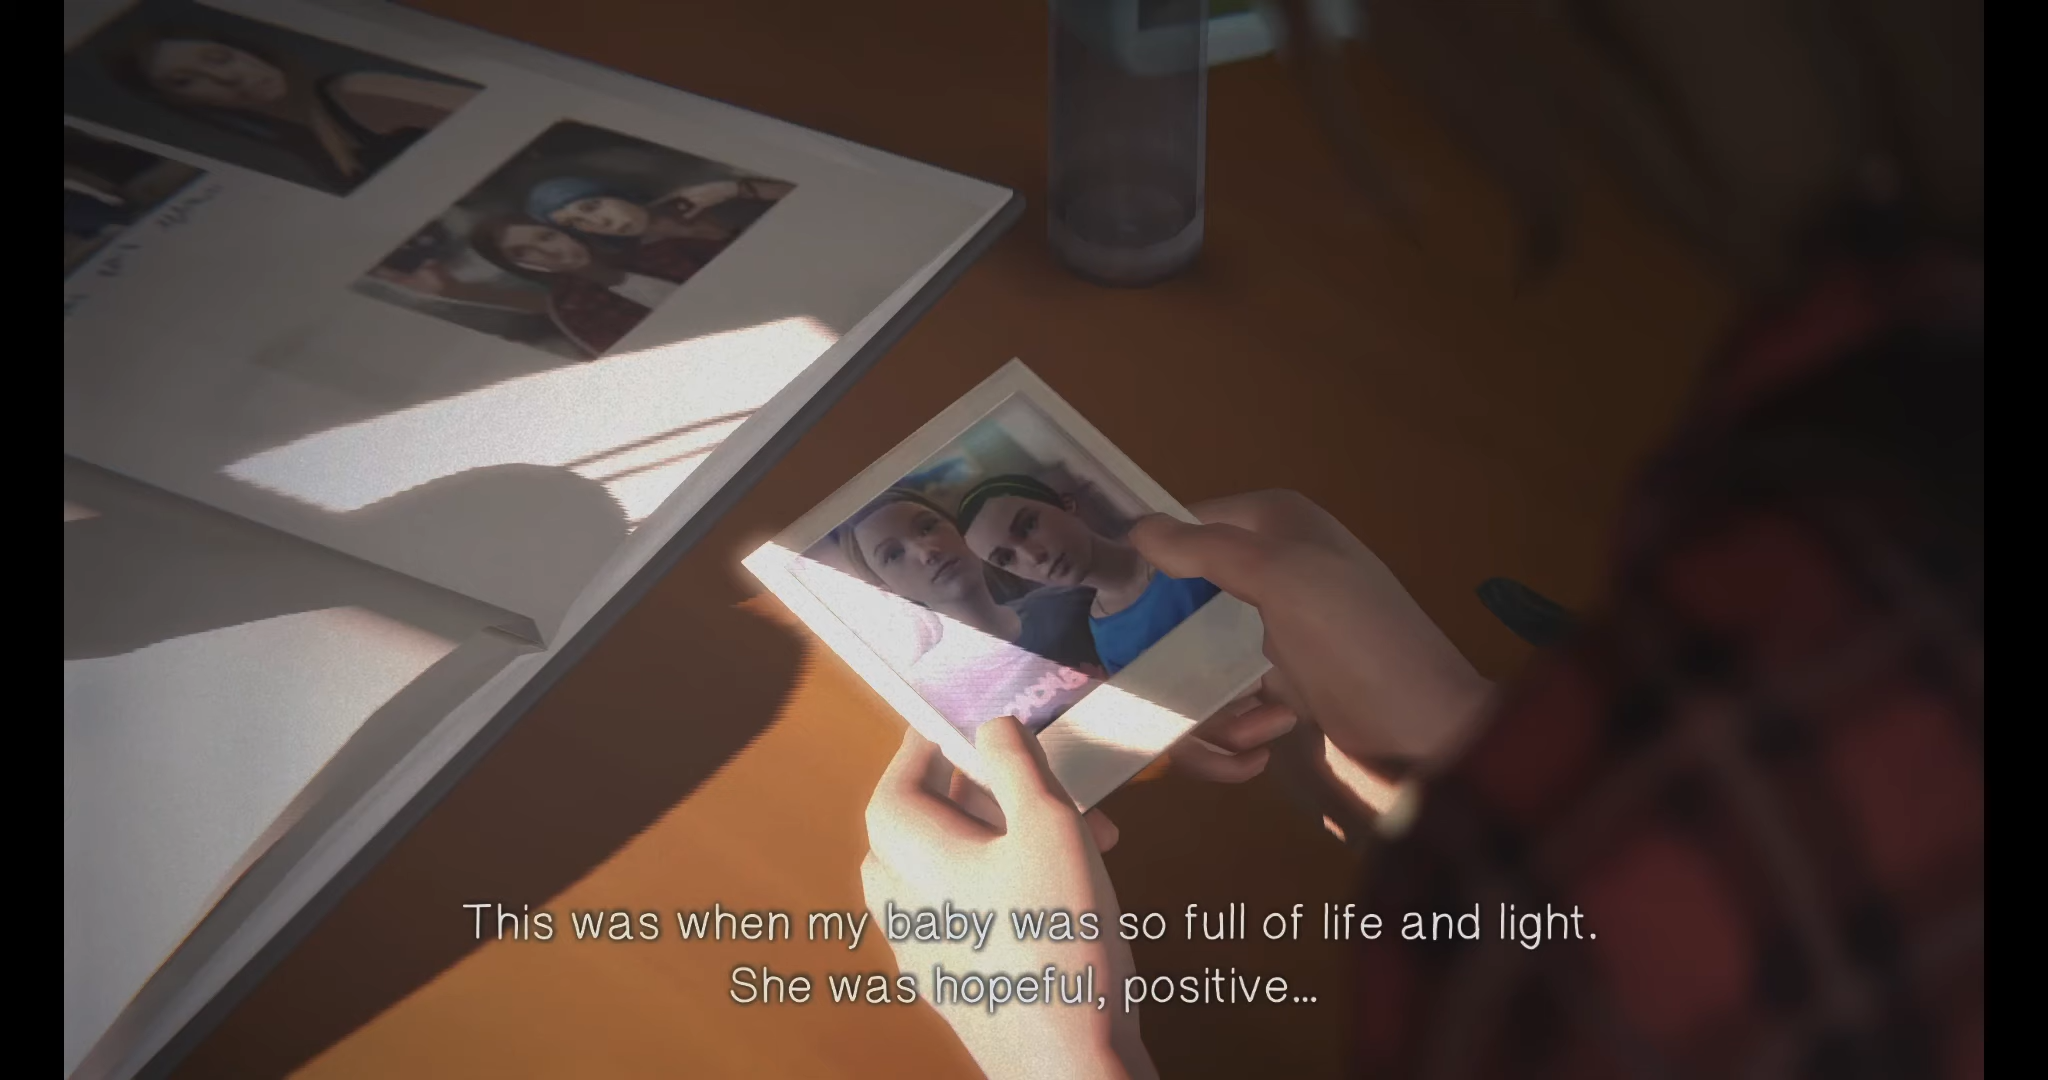 This was when my baby was so full of life and light.
She was hopeful, positive...